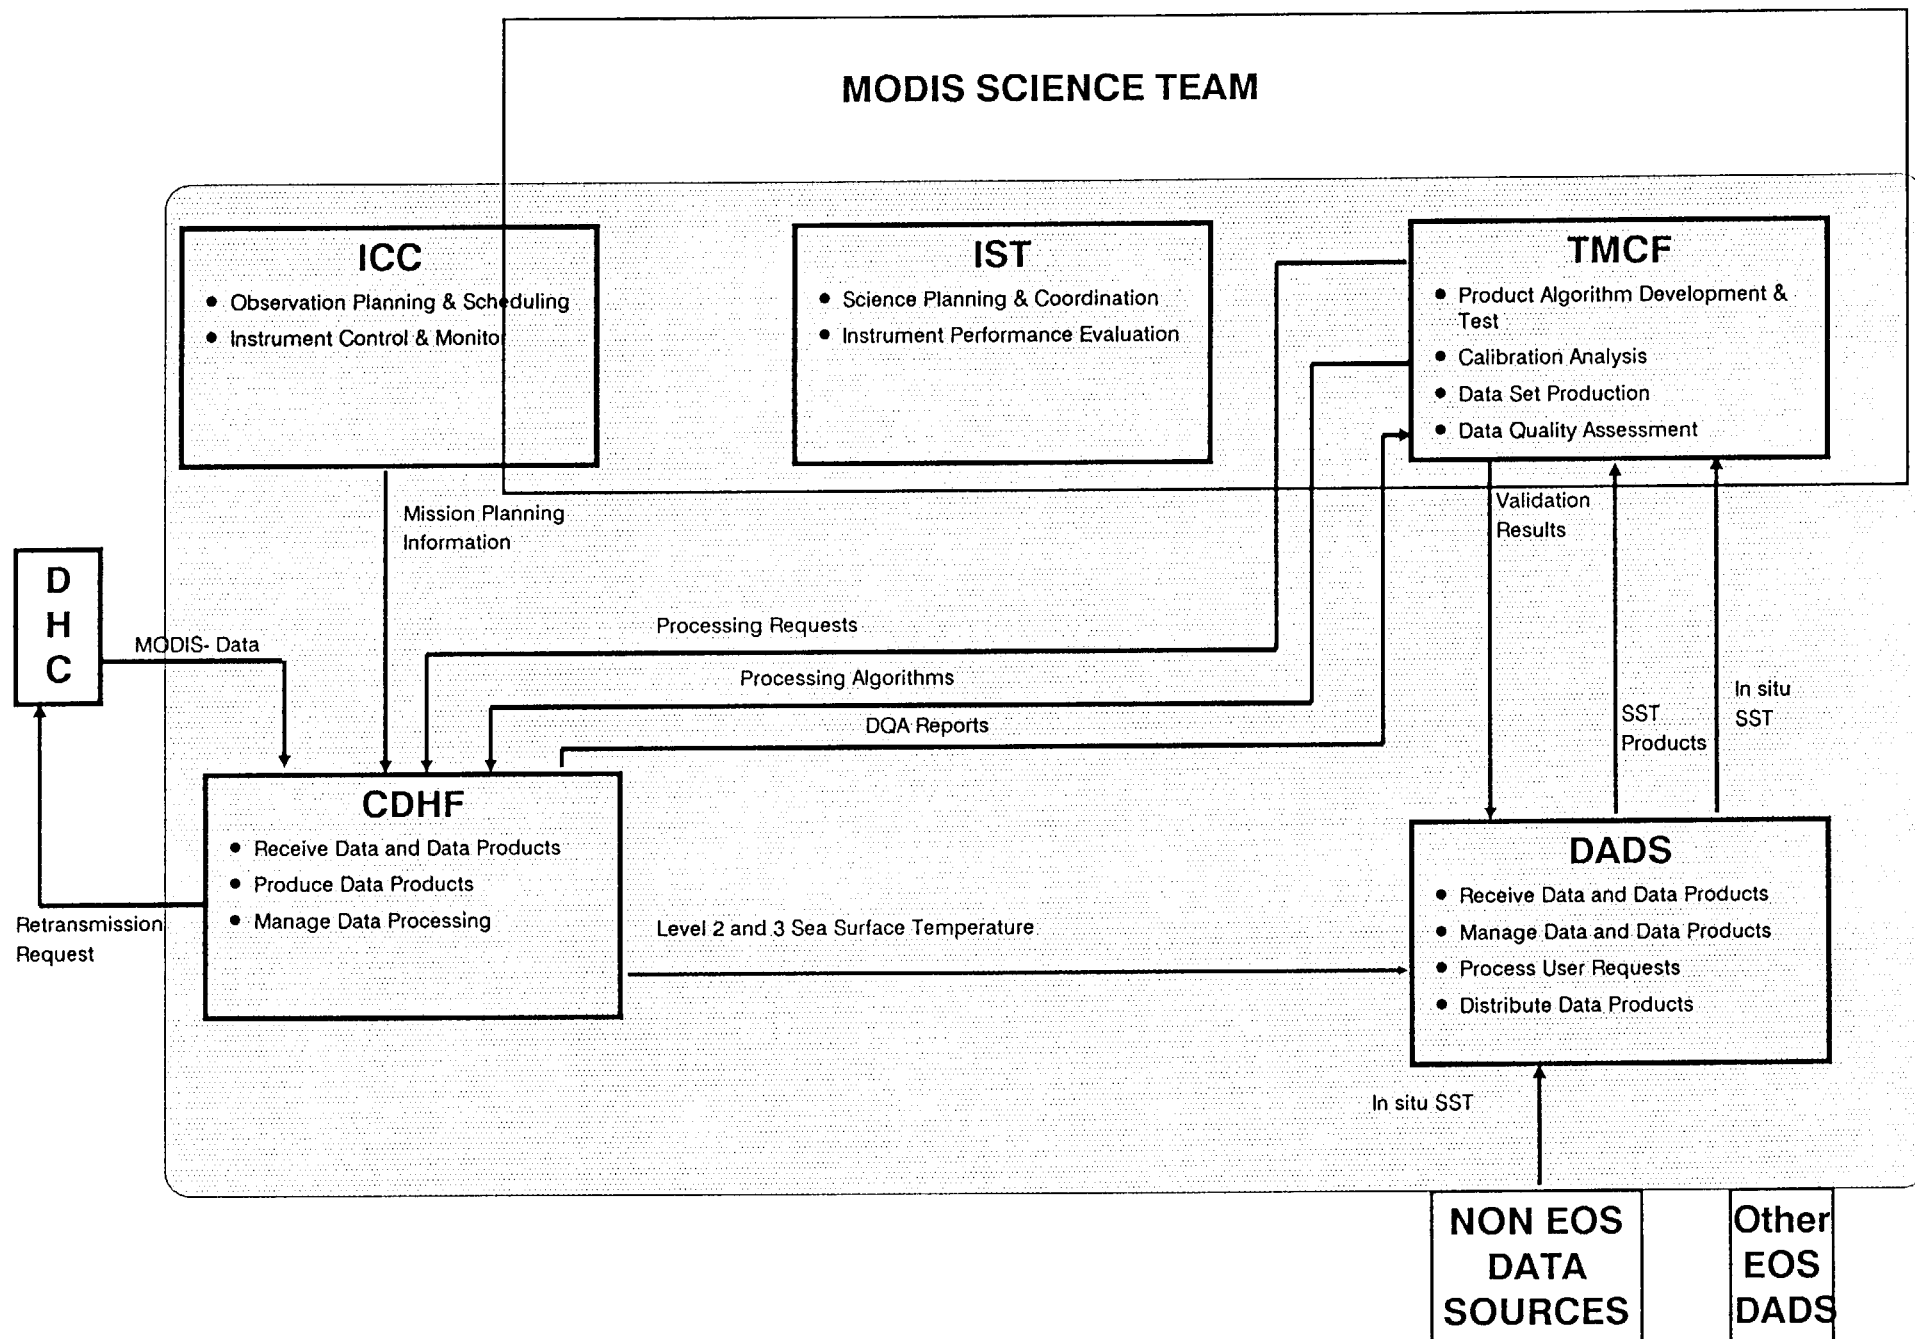 MODIS SCIENCE TEAM
ICC
• Observation Planning & Scheduling
• Instrument Control & Monitor
IST
• Science Planning & Coordination
• Instrument Performance Evaluation
TMCF
• Product Algorithm Development &
Test
• Calibration Analysis
• Data Set Production
• Data Quality Assessment
Mission Planning
Information
Validation
Results
D
H
C
MODIS- Data
Processing Requests
Processing Algorithms
DQA Reports
SST
Products
In situ
SST
CDHF
• Receive Data and Data Products
• Produce Data Products
• Manage Data Processing
Retransmission
Request
Level 2 and 3 Sea Surface Temperature
DADS
• Receive Data and Data Products
• Manage Data and Data Products
• Process User Requests
• Distribute Data Products
In situ SST
NON EOS
DATA
SOURCES
Other
EOS
DADS